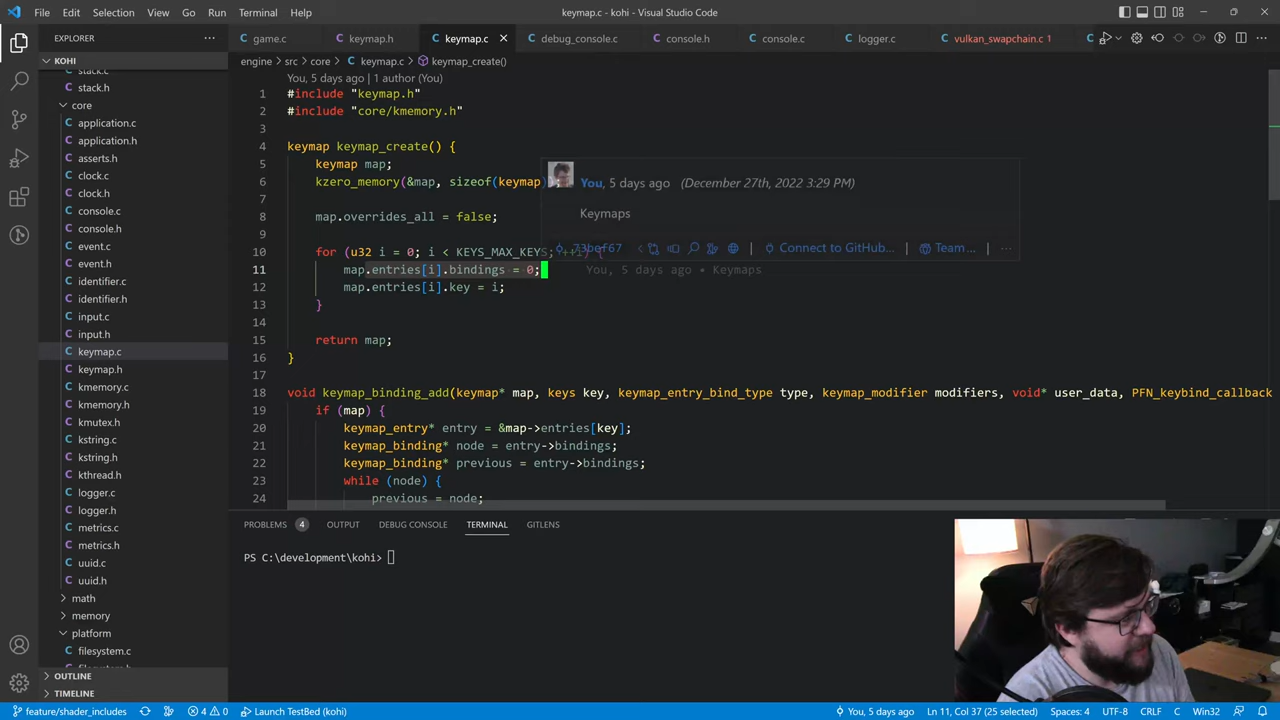 File Edit Selection View Go Run Terminal Help
keymap.c - kohi - Visual Studio Code
EXPLORER
game.c keymap.h keymap.c debug_console.c console.h console.c logger.c vulkan_swapchain.c 1
KOHI
engine > src > core > keymap.c > keymap_create()
stack.c
stack.h
core
application.c
application.h
asserts.h
clock.c
clock.h
console.c
console.h
event.c
event.h
identifier.c
identifier.h
input.c
input.h
keymap.c
keymap.h
kmemory.c
kmemory.h
kmutex.h
kstring.c
kstring.h
kthread.h
logger.c
logger.h
metrics.c
metrics.h
uuid.c
uuid.h
math
memory
platform
filesystem.c
OUTLINE
TIMELINE
You, 5 days ago | 1 author (You)
1 #include "keymap.h"
2 #include "core/kmemory.h"
3
4 keymap keymap_create() {
5 keymap map;
6 kzero_memory(&map, sizeof(keymap)
7
8 map.overrides_all = false;
9
10 for (u32 i = 0; i < KEYS_MAX_KEYS; ++i) {
11 map.entries[i].bindings = 0; You, 5 days ago • Keymaps
12 map.entries[i].key = i;
13 }
14
15 return map;
16 }
17
18 void keymap_binding_add(keymap* map, keys key, keymap_entry_bind_type type, keymap_modifier modifiers, void* user_data, PFN_keybind_callback
19 if (map) {
20 keymap_entry* entry = &map->entries[key];
21 keymap_binding* node = entry->bindings;
22 keymap_binding* previous = entry->bindings;
23 while (node) {
24 previous = node;
You, 5 days ago (December 27th, 2022 3:29 PM)
Keymaps
73bef67 Connect to GitHub... Team...
PROBLEMS 4 OUTPUT DEBUG CONSOLE TERMINAL GITLENS
PS C:\development\kohi>
feature/shader_includes 4 0 Launch TestBed (kohi) You, 5 days ago Ln 11, Col 37 (25 selected) Spaces: 4 UTF-8 CRLF C Win32